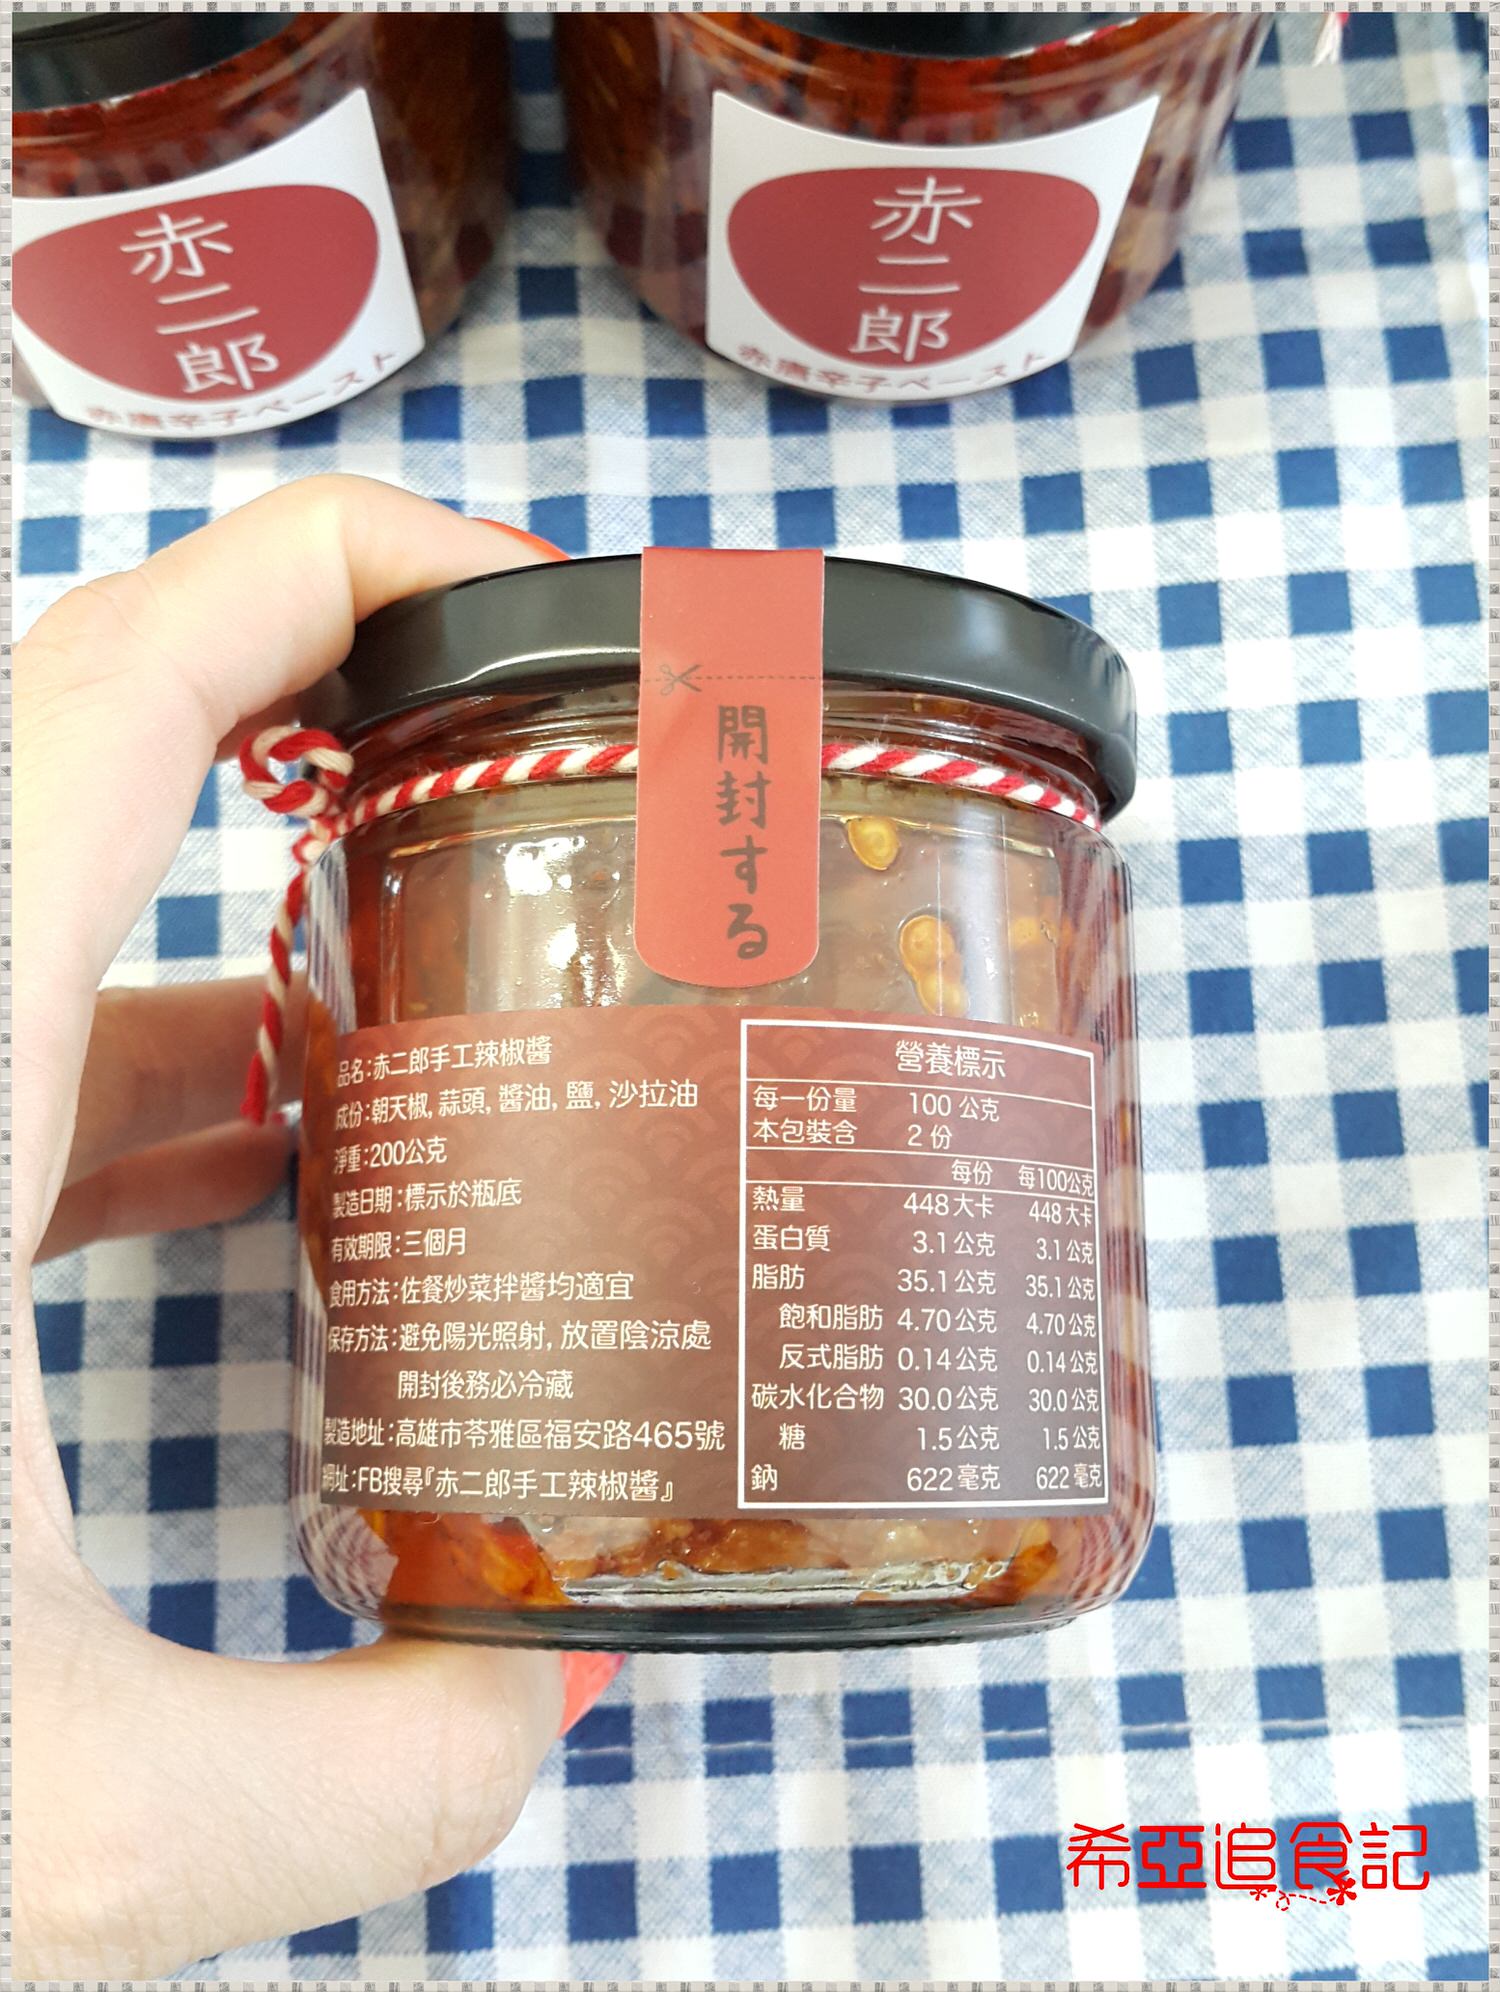 赤二郎
赤唐辛子ペースト
赤二郎
赤唐辛子ペースト
開封する
品名:赤二郎手工辣椒醬
成份:朝天椒, 蒜頭, 醬油, 鹽, 沙拉油
淨重:200公克
製造日期:標示於瓶底
有效期限:三個月
食用方法:佐餐炒菜拌醬均適宜
保存方法:避免陽光照射, 放置陰涼處
開封後務必冷藏
製造地址:高雄市苓雅區福安路465號
網址:FB搜尋『赤二郎手工辣椒醬』
營養標示
每一份量 100 公克
本包裝含 2 份
每份 每100公克
熱量 448 大卡 448 大卡
蛋白質 3.1 公克 3.1 公克
脂肪 35.1 公克 35.1 公克
飽和脂肪 4.70 公克 4.70 公克
反式脂肪 0.14 公克 0.14 公克
碳水化合物 30.0 公克 30.0 公克
糖 1.5 公克 1.5 公克
鈉 622 毫克 622 毫克
希亞追食記